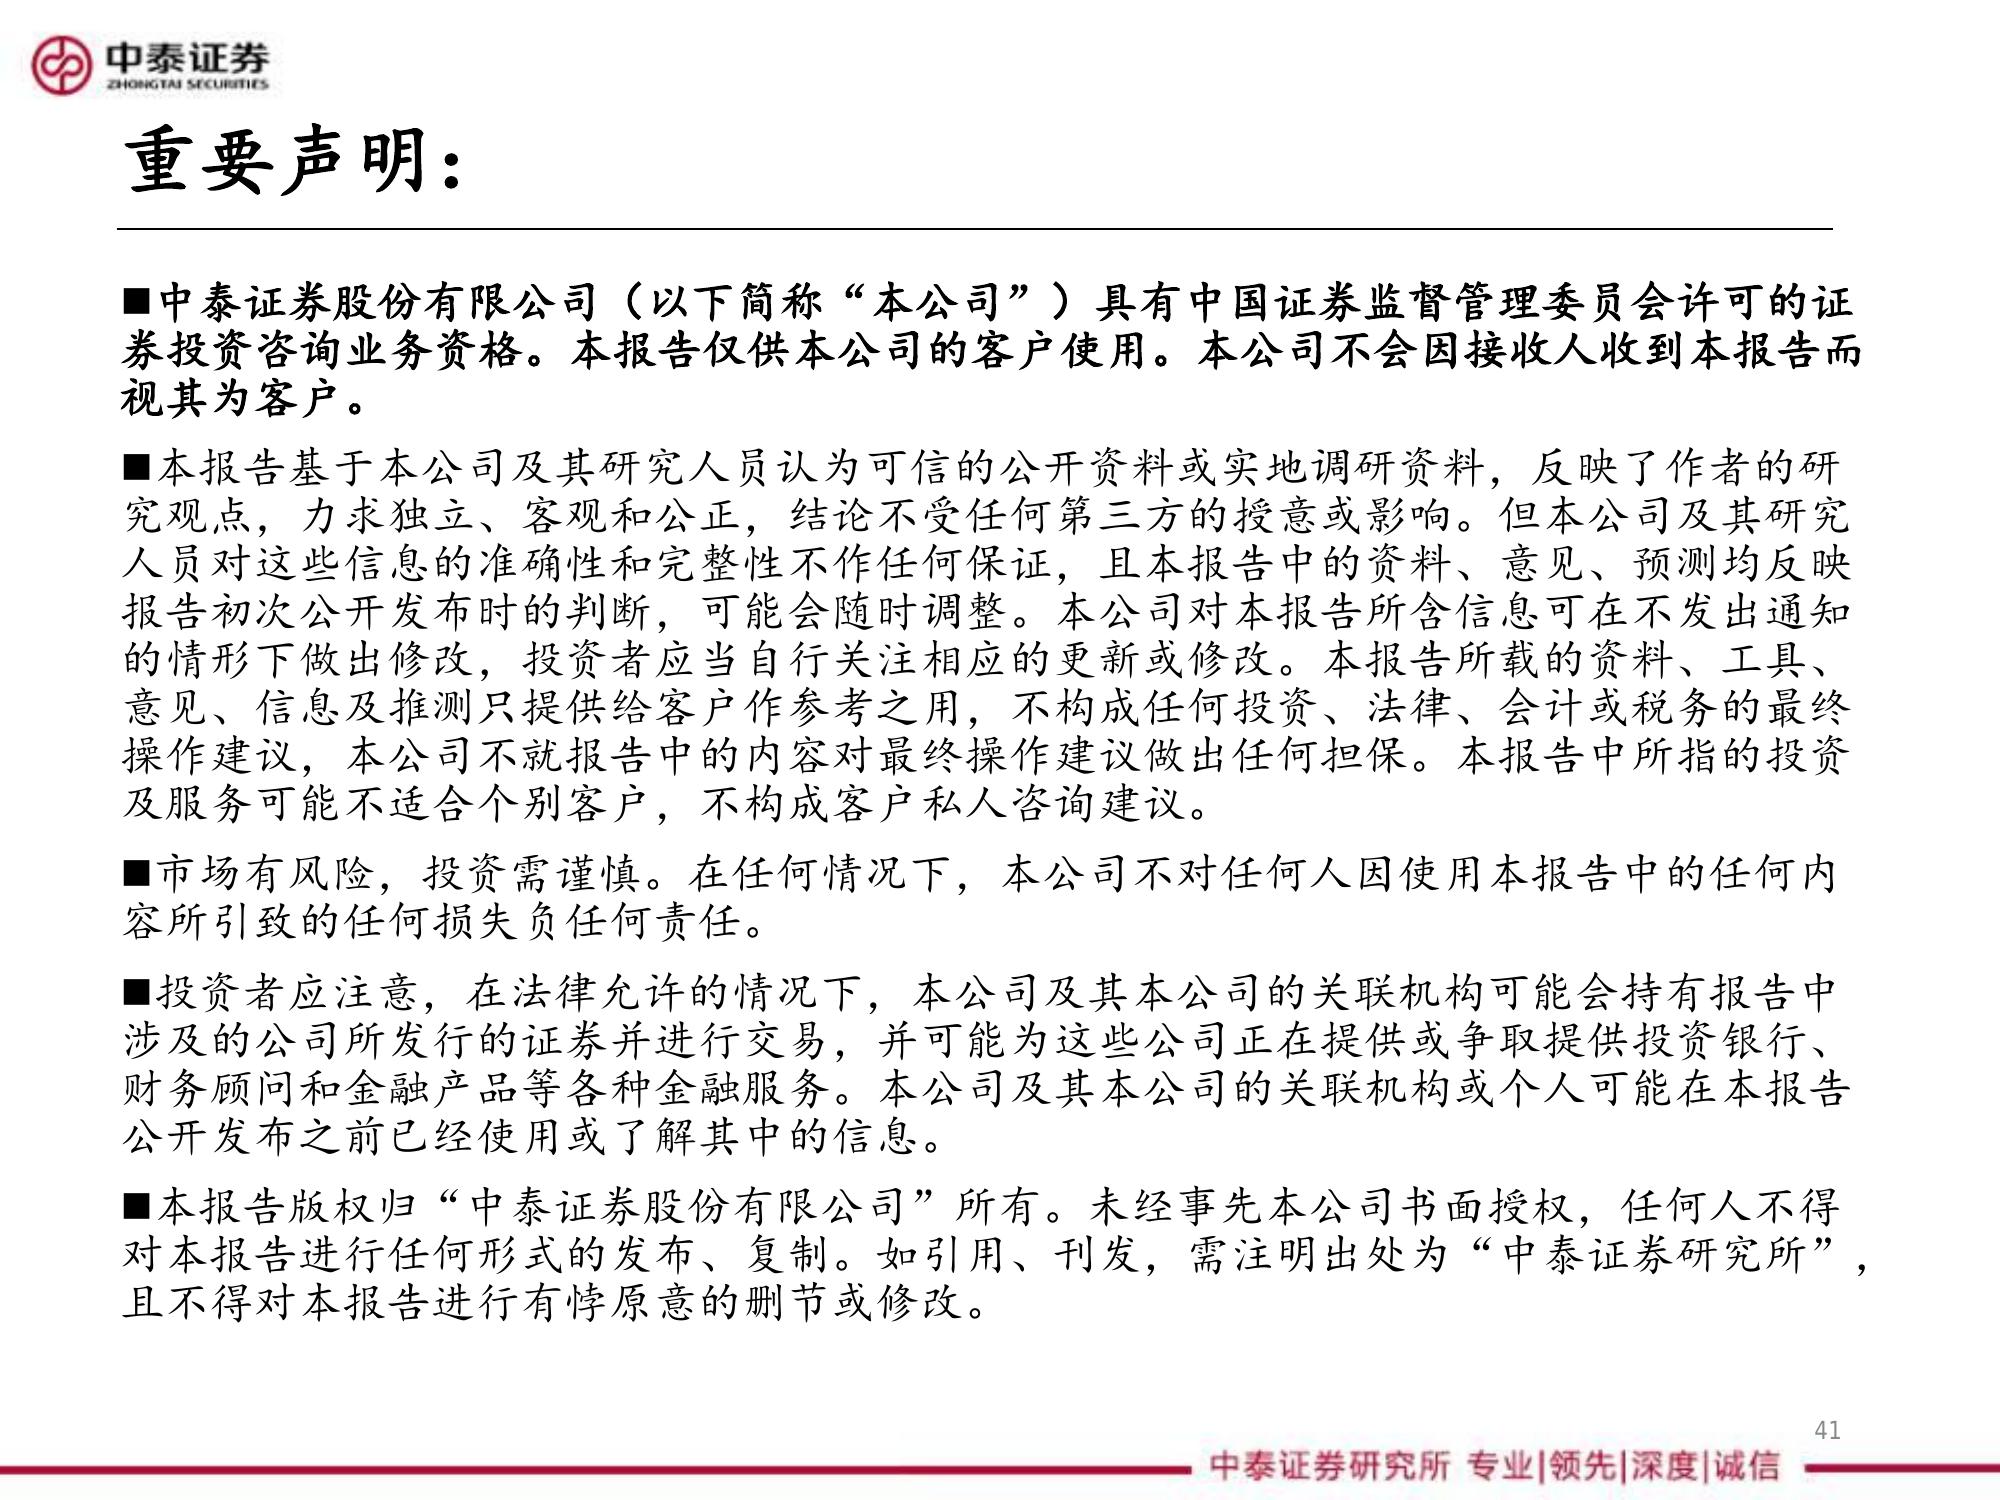 中泰证券
ZHONGTAI SECURITIES
重要声明：
■中泰证券股份有限公司（以下简称“本公司”）具有中国证券监督管理委员会许可的证
券投资咨询业务资格。本报告仅供本公司的客户使用。本公司不会因接收人收到本报告而
视其为客户。
■本报告基于本公司及其研究人员认为可信的公开资料或实地调研资料，反映了作者的研
究观点，力求独立、客观和公正，结论不受任何第三方的授意或影响。但本公司及其研究
人员对这些信息的准确性和完整性不作任何保证，且本报告中的资料、意见、预测均反映
报告初次公开发布时的判断，可能会随时调整。本公司对本报告所含信息可在不发出通知
的情形下做出修改，投资者应当自行关注相应的更新或修改。本报告所载的资料、工具、
意见、信息及推测只提供给客户作参考之用，不构成任何投资、法律、会计或税务的最终
操作建议，本公司不就报告中的内容对最终操作建议做出任何担保。本报告中所指的投资
及服务可能不适合个别客户，不构成客户私人咨询建议。
■市场有风险，投资需谨慎。在任何情况下，本公司不对任何人因使用本报告中的任何内
容所引致的任何损失负任何责任。
■投资者应注意，在法律允许的情况下，本公司及其本公司的关联机构可能会持有报告中
涉及的公司所发行的证券并进行交易，并可能为这些公司正在提供或争取提供投资银行、
财务顾问和金融产品等各种金融服务。本公司及其本公司的关联机构或个人可能在本报告
公开发布之前已经使用或了解其中的信息。
■本报告版权归“中泰证券股份有限公司”所有。未经事先本公司书面授权，任何人不得
对本报告进行任何形式的发布、复制。如引用、刊发，需注明出处为“中泰证券研究所”，
且不得对本报告进行有悖原意的删节或修改。
41
中泰证券研究所 专业|领先|深度|诚信